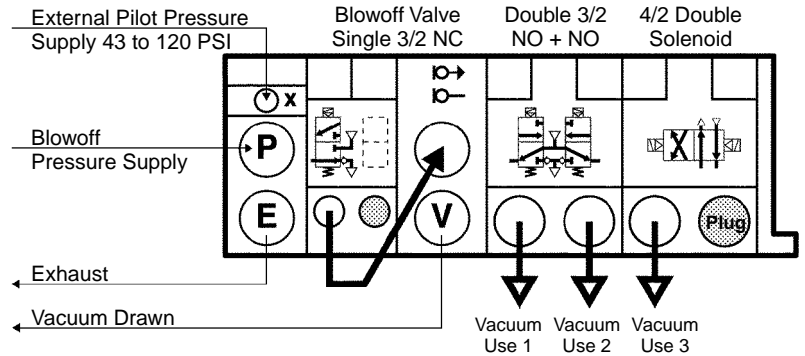 External Pilot Pressure
Supply 43 to 120 PSI
Blowoff Valve
Single 3/2 NC
Double 3/2
NO + NO
4/2 Double
Solenoid
X
Blowoff
Pressure Supply
P
E
V
Plug
Exhaust
Vacuum Drawn
Vacuum
Use 1
Vacuum
Use 2
Vacuum
Use 3